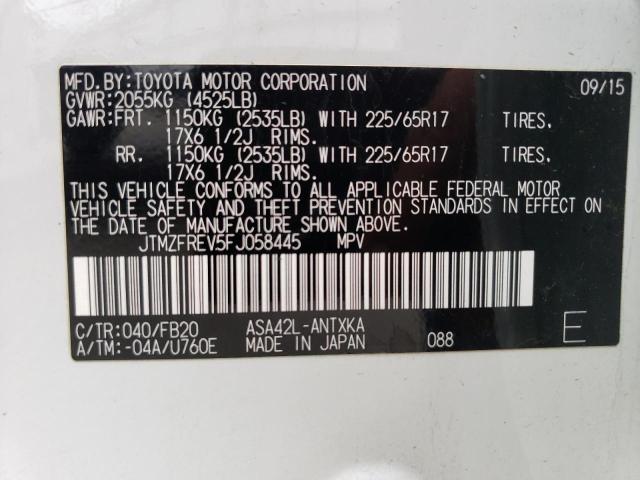 MFD.BY:TOYOTA MOTOR CORPORATION 09/15
GVWR:2055KG (4525LB)
GAWR:FRT. 1150KG (2535LB) WITH 225/65R17 TIRES.
17X6 1/2J RIMS.
RR. 1150KG (2535LB) WITH 225/65R17 TIRES.
17X6 1/2J RIMS.
THIS VEHICLE CONFORMS TO ALL APPLICABLE FEDERAL MOTOR
VEHICLE SAFETY AND THEFT PREVENTION STANDARDS IN EFFECT ON
THE DATE OF MANUFACTURE SHOWN ABOVE.
JTMZFREV5FJ058445 MPV
C/TR:040/FB20 ASA42L-ANTXKA
A/TM:-04A/U760E MADE IN JAPAN 088 E